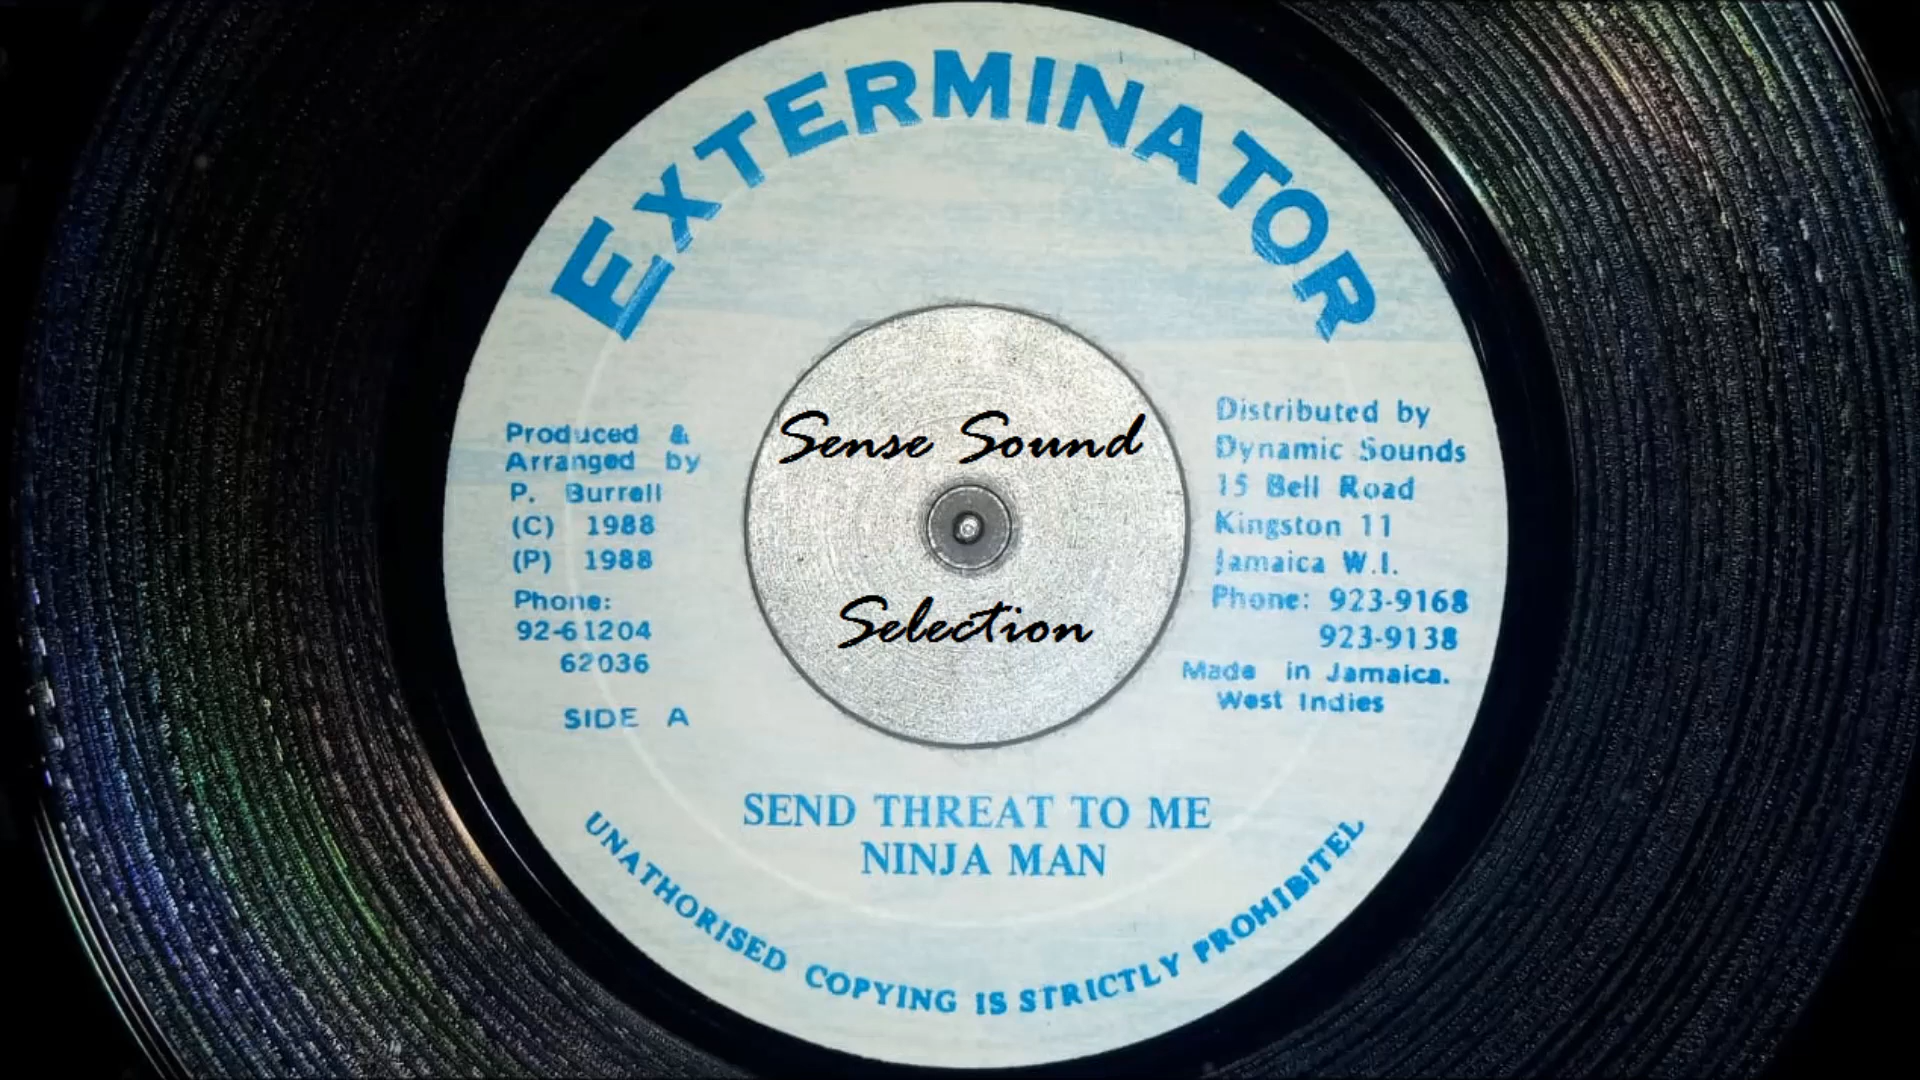 EXTERMINATOR
Produced &
Arranged by
P. Burrell
(C) 1988
(P) 1988
Phone:
92-61204
62036
SIDE A
Sense Sound
Selection
Distributed by
Dynamic Sounds
15 Bell Road
Kingston 11
Jamaica W.I.
Phone: 923-9168
923-9138
Made in Jamaica.
West Indies
SEND THREAT TO ME
NINJA MAN
UNATHORISED COPYING IS STRICTLY PROHIBITEL